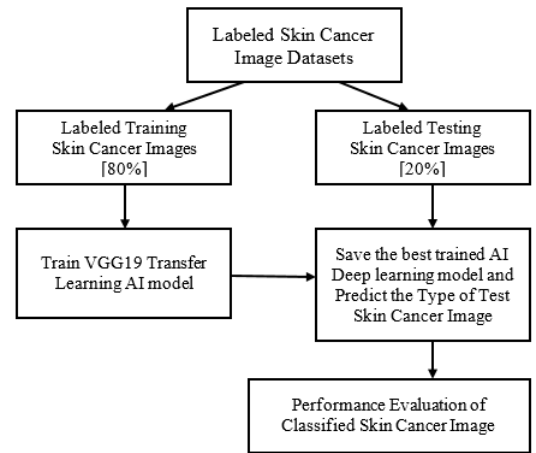 Labeled Skin Cancer
Image Datasets
Labeled Training
Skin Cancer Images
[80%]
Labeled Testing
Skin Cancer Images
[20%]
Train VGG19 Transfer
Learning AI model
Save the best trained AI
Deep learning model and
Predict the Type of Test
Skin Cancer Image
Performance Evaluation of
Classified Skin Cancer Image